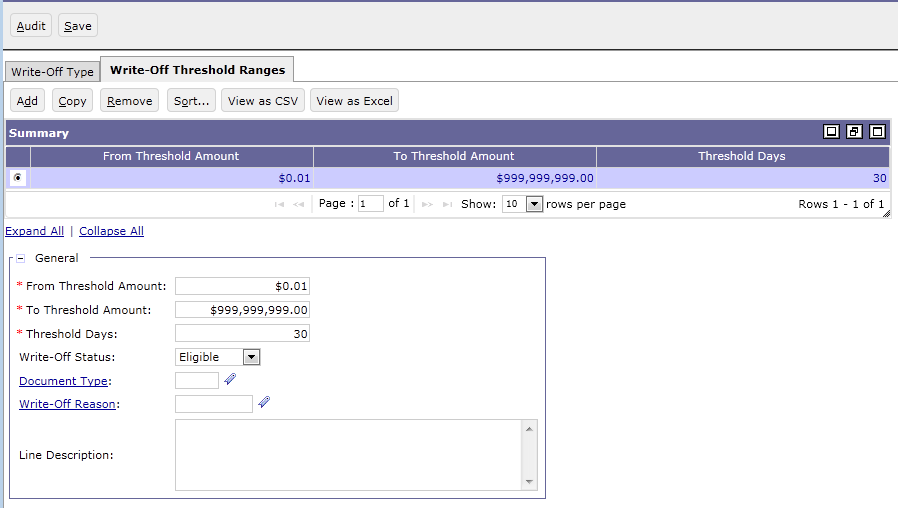 Audit Save
Write-Off Type Write-Off Threshold Ranges
Add Copy Remove Sort... View as CSV View as Excel
Summary
From Threshold Amount To Threshold Amount Threshold Days
$0.01 $999,999,999.00 30
Page : 1 of 1 Show: 10 rows per page Rows 1 - 1 of 1
Expand All | Collapse All
General
* From Threshold Amount: $0.01
* To Threshold Amount: $999,999,999.00
* Threshold Days: 30
Write-Off Status: Eligible
Document Type:
Write-Off Reason:
Line Description: